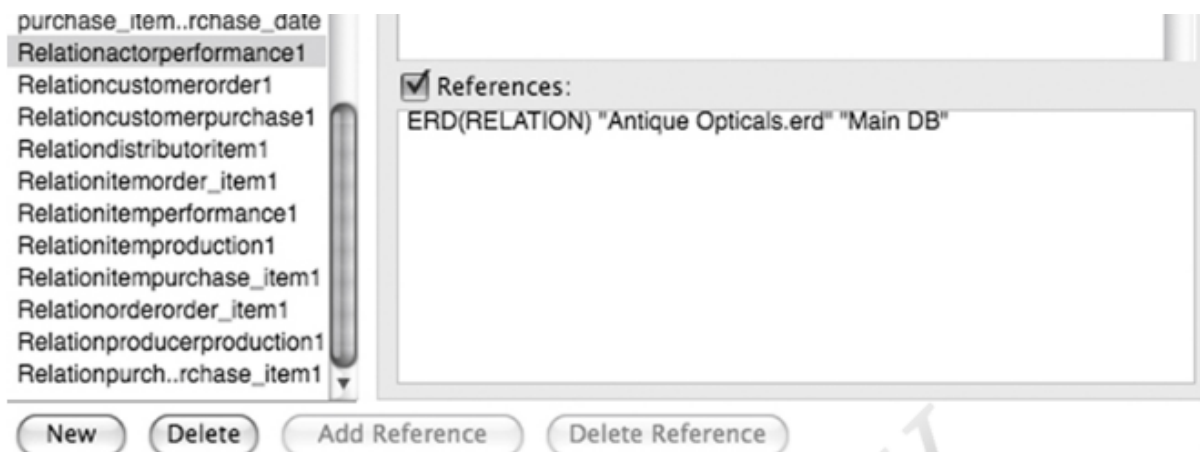 purchase_item..rchase_date
Relationactorperformance1
Relationcustomerorder1
Relationcustomerpurchase1
Relationdistributoritem1
Relationitemorder_item1
Relationitemperformance1
Relationitemproduction1
Relationitempurchase_item1
Relationorderorder_item1
Relationproducerproduction1
Relationpurch..rchase_item1
References:
ERD(RELATION) "Antique Opticals.erd" "Main DB"
New Delete Add Reference Delete Reference